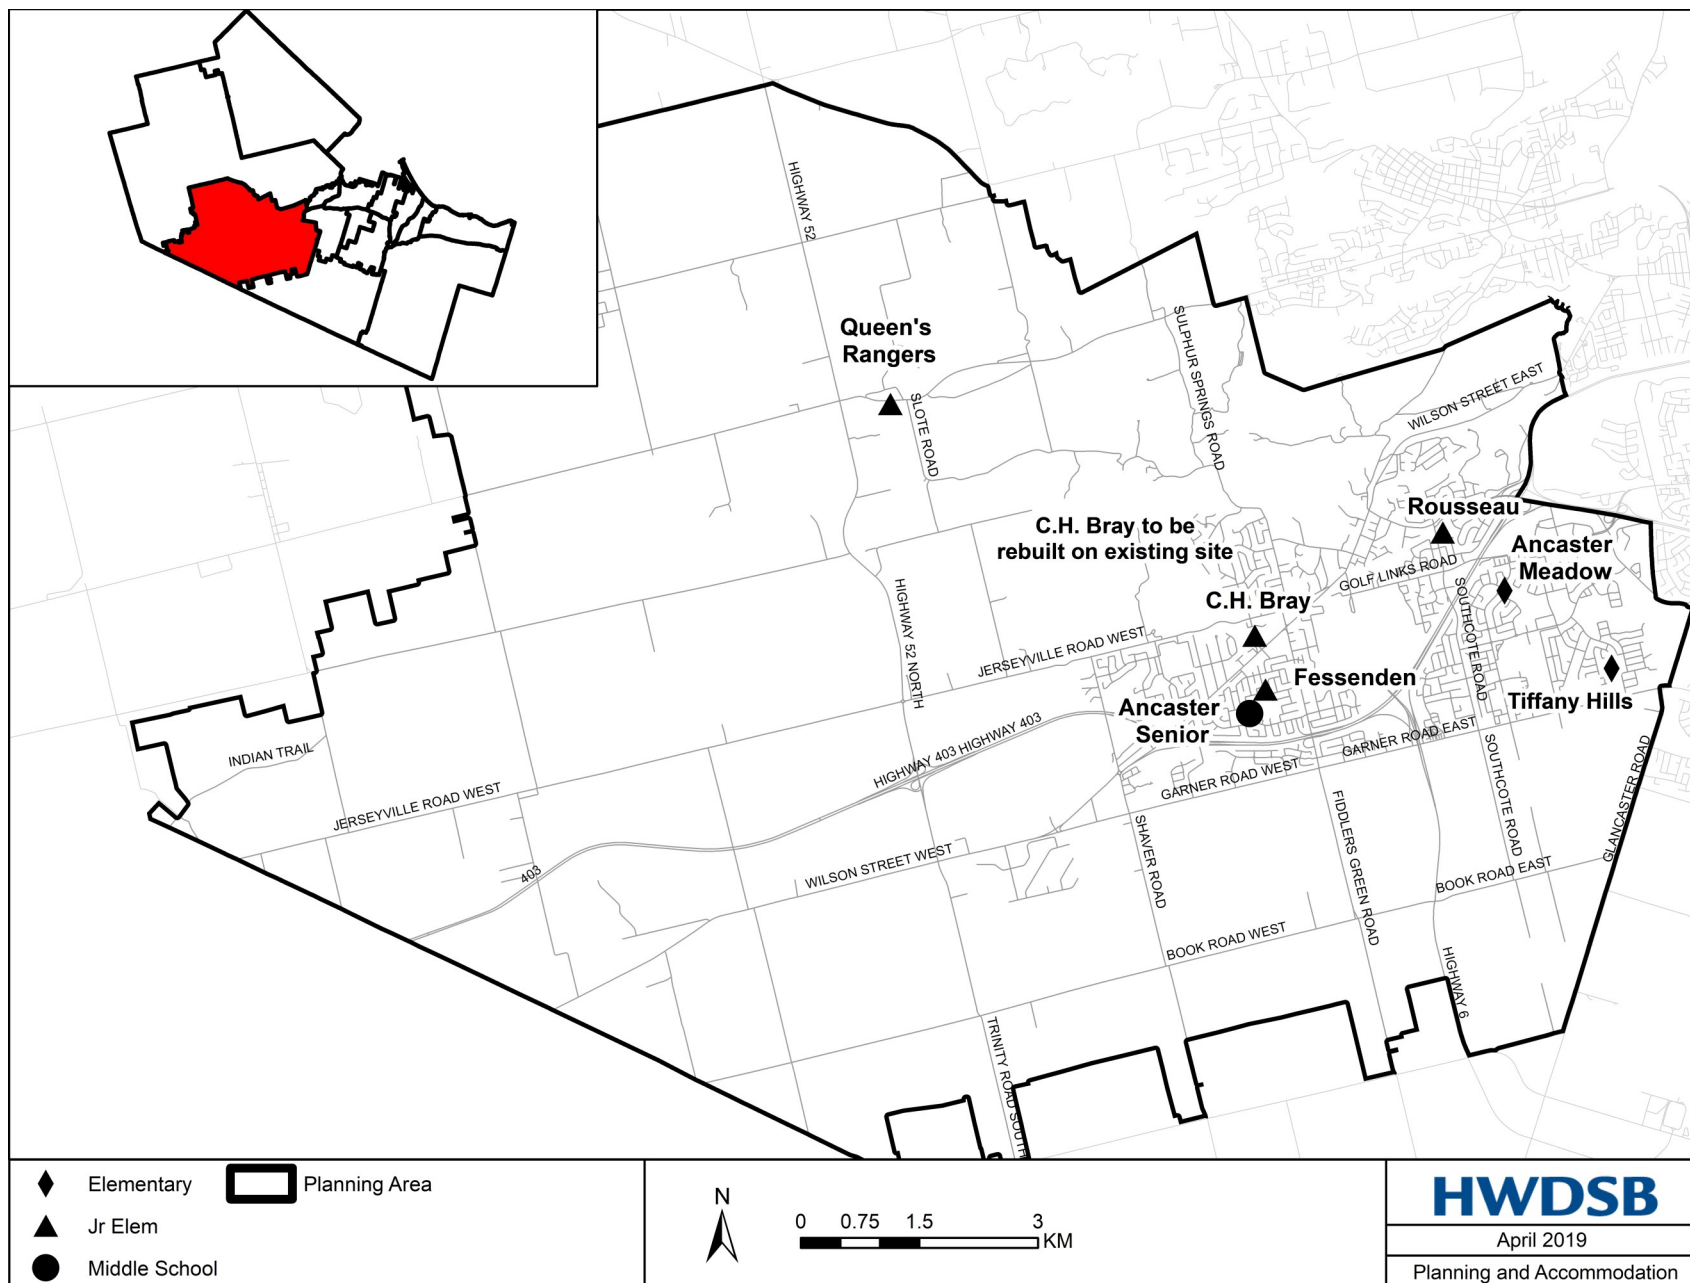 HIGHWAY 52
Queen's
Rangers
SLOTE ROAD
SULPHUR SPRINGS ROAD
WILSON STREET EAST
C.H. Bray to be
rebuilt on existing site
Rousseau
Ancaster
Meadow
GOLF LINKS ROAD
SOUTHCOTE ROAD
C.H. Bray
HIGHWAY 52 NORTH
JERSEYVILLE ROAD WEST
Fessenden
Tiffany Hills
Ancaster
Senior
INDIAN TRAIL
HIGHWAY 403
HIGHWAY 403
GARNER ROAD EAST
GARNER ROAD WEST
SOUTHCOTE ROAD
GLANCASTER ROAD
JERSEYVILLE ROAD WEST
403
WILSON STREET WEST
SHAVER ROAD
FIDDLERS GREEN ROAD
BOOK ROAD EAST
BOOK ROAD WEST
HIGHWAY 6
TRINITY ROAD SOUTH
Elementary
Planning Area
Jr Elem
Middle School
N
0 0.75 1.5 3
KM
HWDSB
April 2019
Planning and Accommodation